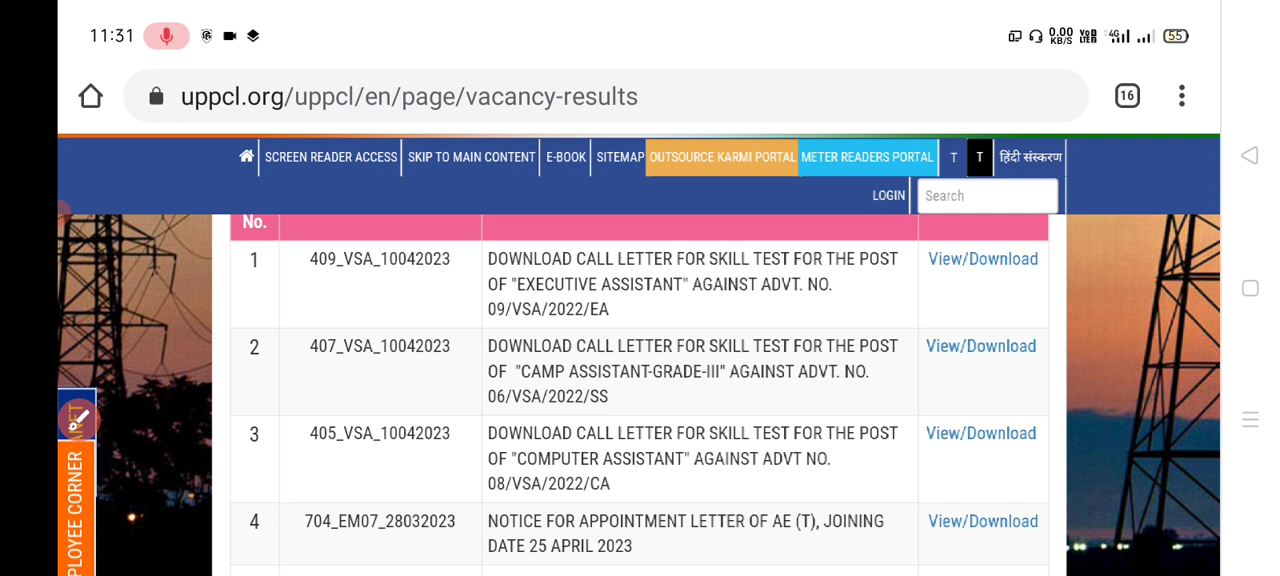 11:31
0.00 KB/S VoD LTE 4G 55
uppcl.org/uppcl/en/page/vacancy-results
16
SCREEN READER ACCESS SKIP TO MAIN CONTENT E-BOOK SITEMAP OUTSOURCE KARMI PORTAL METER READERS PORTAL T T हिंदी संस्करण
LOGIN Search
No.
1 409_VSA_10042023 DOWNLOAD CALL LETTER FOR SKILL TEST FOR THE POST View/Download
OF "EXECUTIVE ASSISTANT" AGAINST ADVT. NO.
09/VSA/2022/EA
2 407_VSA_10042023 DOWNLOAD CALL LETTER FOR SKILL TEST FOR THE POST View/Download
OF "CAMP ASSISTANT-GRADE-III" AGAINST ADVT. NO.
06/VSA/2022/SS
3 405_VSA_10042023 DOWNLOAD CALL LETTER FOR SKILL TEST FOR THE POST View/Download
OF "COMPUTER ASSISTANT" AGAINST ADVT NO.
08/VSA/2022/CA
4 704_EM07_28032023 NOTICE FOR APPOINTMENT LETTER OF AE (T), JOINING View/Download
DATE 25 APRIL 2023
PLOYEE CORNER